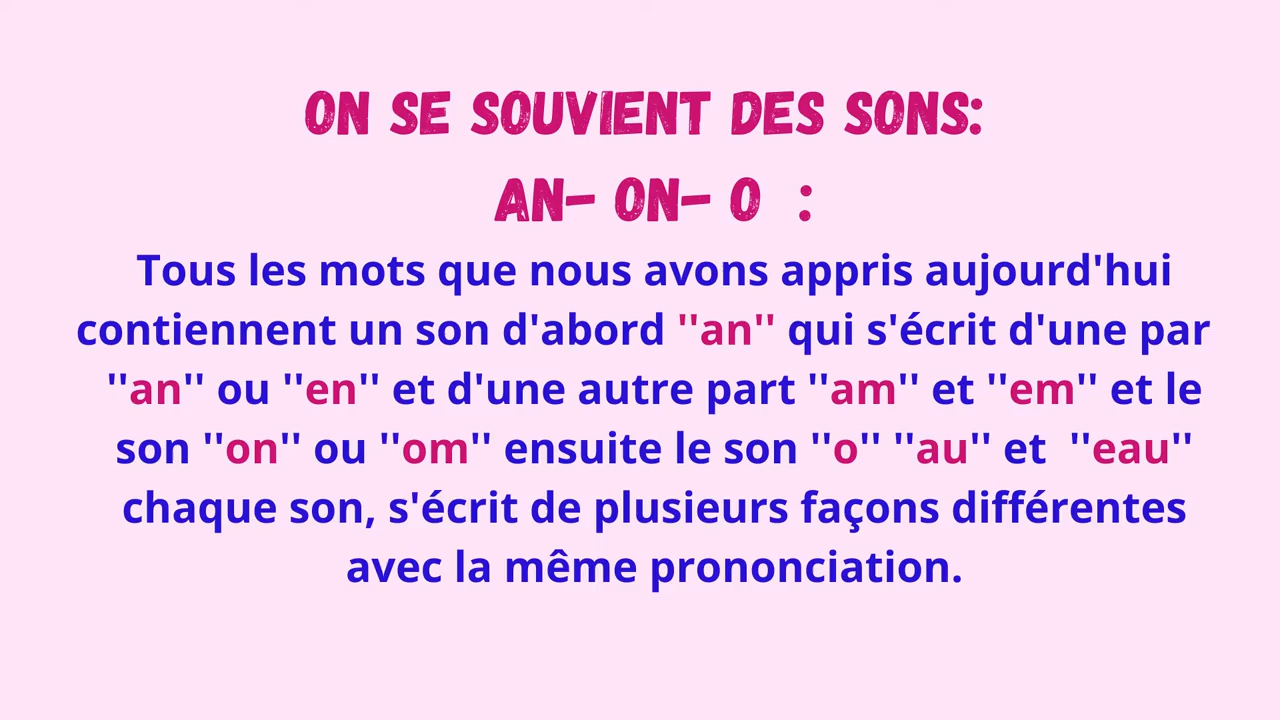 ON SE SOUVIENT DES SONS:
AN- ON- O :
Tous les mots que nous avons appris aujourd'hui
contiennent un son d'abord ''an'' qui s'écrit d'une par
''an'' ou ''en'' et d'une autre part ''am'' et ''em'' et le
son ''on'' ou ''om'' ensuite le son ''o'' ''au'' et ''eau''
chaque son, s'écrit de plusieurs façons différentes
avec la même prononciation.